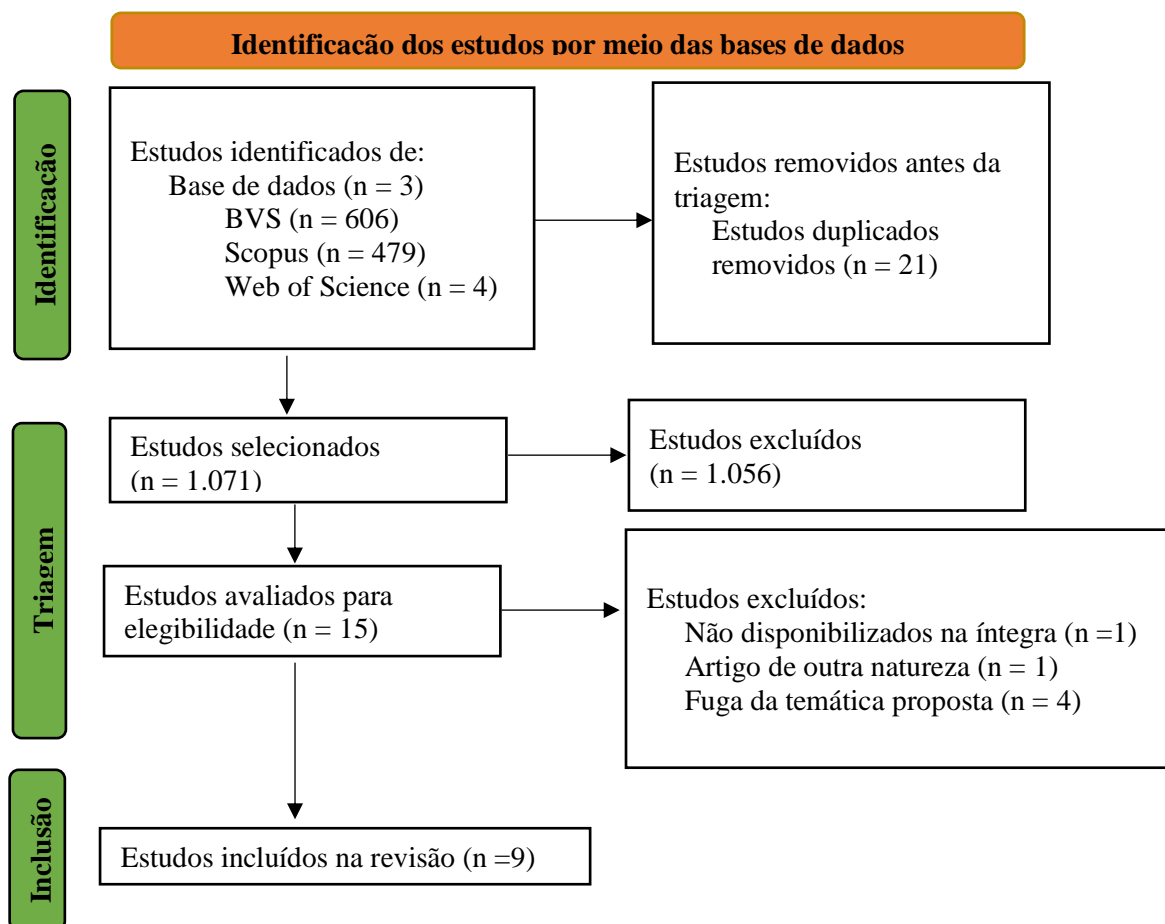 Identificação dos estudos por meio das bases de dados
Identificação
Estudos identificados de:
Base de dados (n = 3)
BVS (n = 606)
Scopus (n = 479)
Web of Science (n = 4)
Estudos removidos antes da
triagem:
Estudos duplicados
removidos (n = 21)
Triagem
Estudos selecionados
(n = 1.071)
Estudos excluídos
(n = 1.056)
Estudos avaliados para
elegibilidade (n = 15)
Estudos excluídos:
Não disponibilizados na íntegra (n =1)
Artigo de outra natureza (n = 1)
Fuga da temática proposta (n = 4)
Inclusão
Estudos incluídos na revisão (n =9)